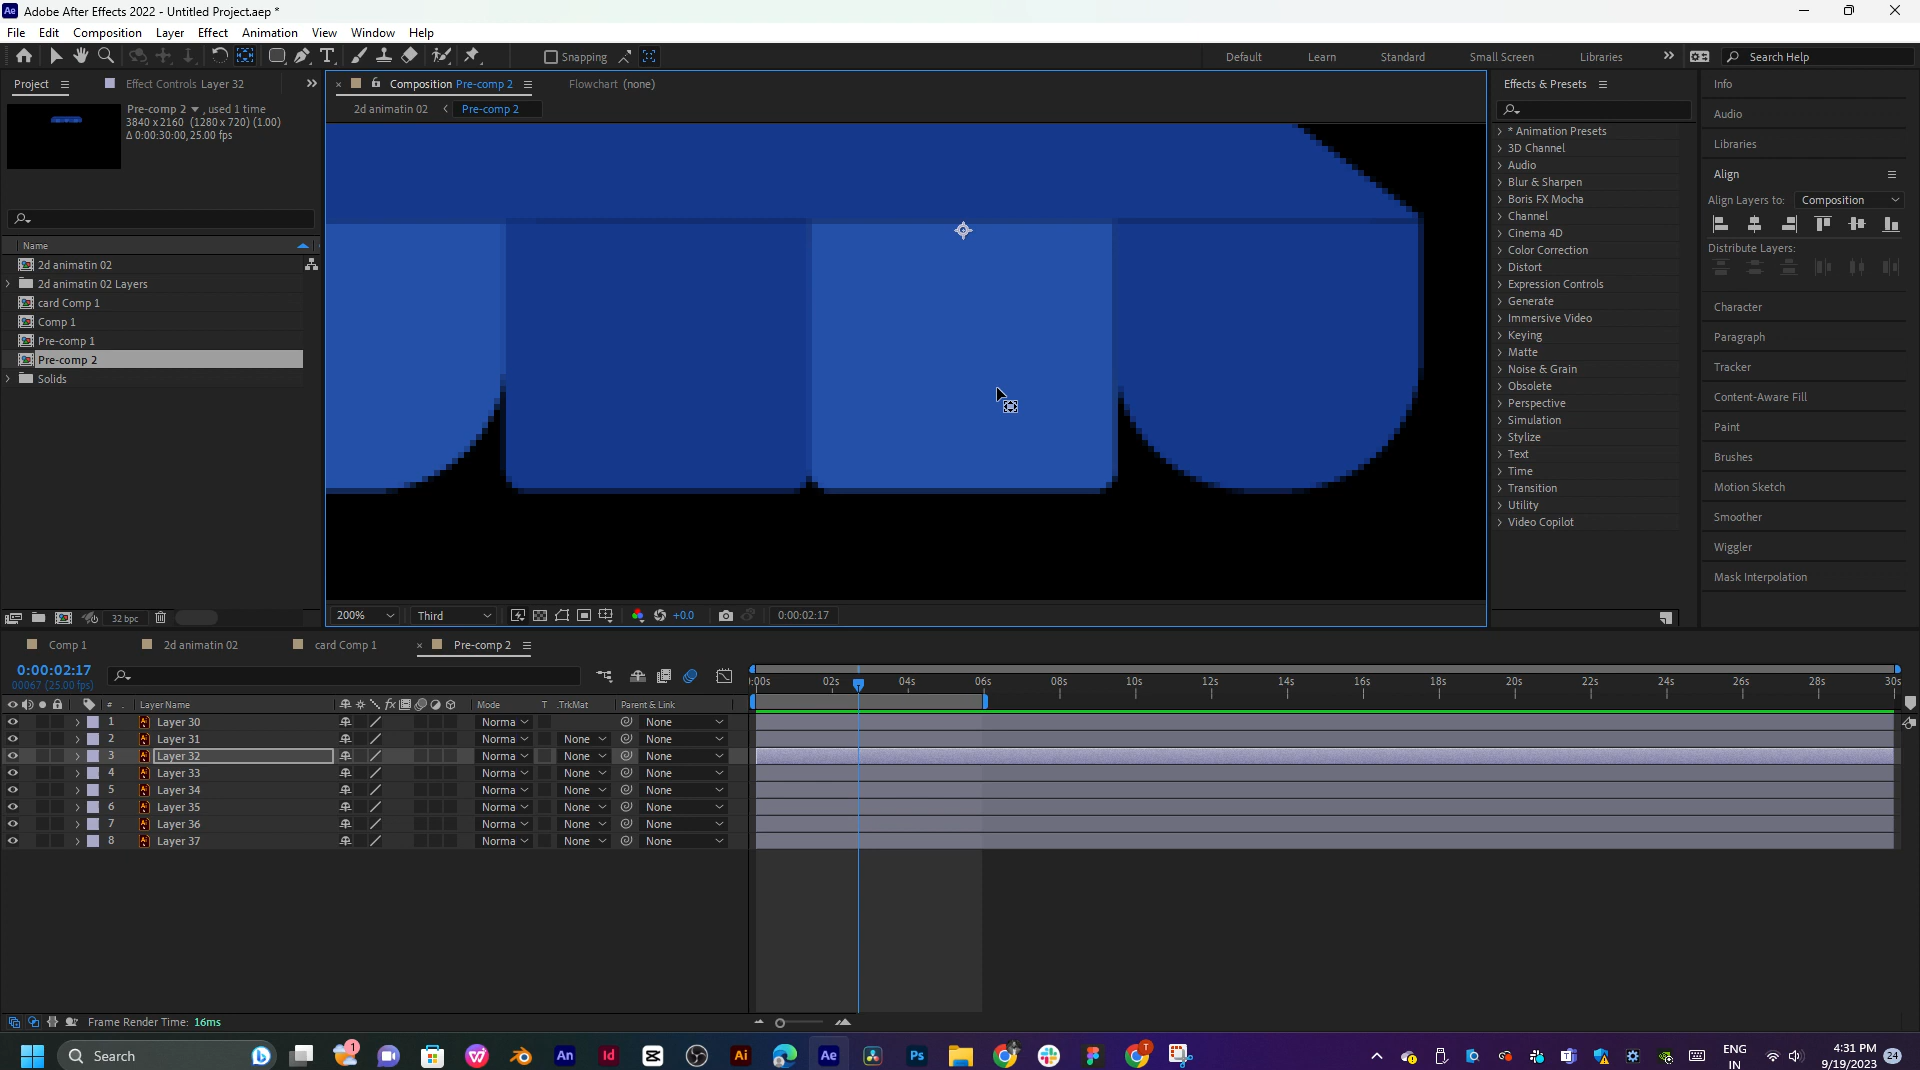 Adobe After Effects 2022 - Untitled Project.aep *
File Edit Composition Layer Effect Animation View Window Help
Snapping Default Learn Standard Small Screen Libraries Search Help
Project Effect Controls Layer 32
Pre-comp 2 , used 1 time
3840 x 2160 (1280 x 720) (1.00)
Δ 0:00:30:00, 25.00 fps
Name
2d animatin 02
2d animatin 02 Layers
card Comp 1
Comp 1
Pre-comp 1
Pre-comp 2
Solids
32 bpc
Composition Pre-comp 2 Flowchart (none)
2d animatin 02 Pre-comp 2
200% Third +0.0 0:00:02:17
Effects & Presets
* Animation Presets
3D Channel
Audio
Blur & Sharpen
Boris FX Mocha
Channel
Cinema 4D
Color Correction
Distort
Expression Controls
Generate
Immersive Video
Keying
Matte
Noise & Grain
Obsolete
Perspective
Simulation
Stylize
Text
Time
Transition
Utility
Video Copilot
Info
Audio
Libraries
Align
Align Layers to: Composition
Distribute Layers:
Character
Paragraph
Tracker
Content-Aware Fill
Paint
Brushes
Motion Sketch
Smoother
Wiggler
Mask Interpolation
Comp 1 2d animatin 02 card Comp 1 Pre-comp 2
0:00:02:17
00067 (25.00 fps)
):00s 02s 04s 06s 08s 10s 12s 14s 16s 18s 20s 22s 24s 26s 28s 30s
# Layer Name Mode T .TrkMat Parent & Link
1 Layer 30 Norma None
2 Layer 31 Norma None None
3 Layer 32 Norma None None
4 Layer 33 Norma None None
5 Layer 34 Norma None None
6 Layer 35 Norma None None
7 Layer 36 Norma None None
8 Layer 37 Norma None None
Frame Render Time: 16ms
Search
ENG
IN
4:31 PM
9/19/2023
24